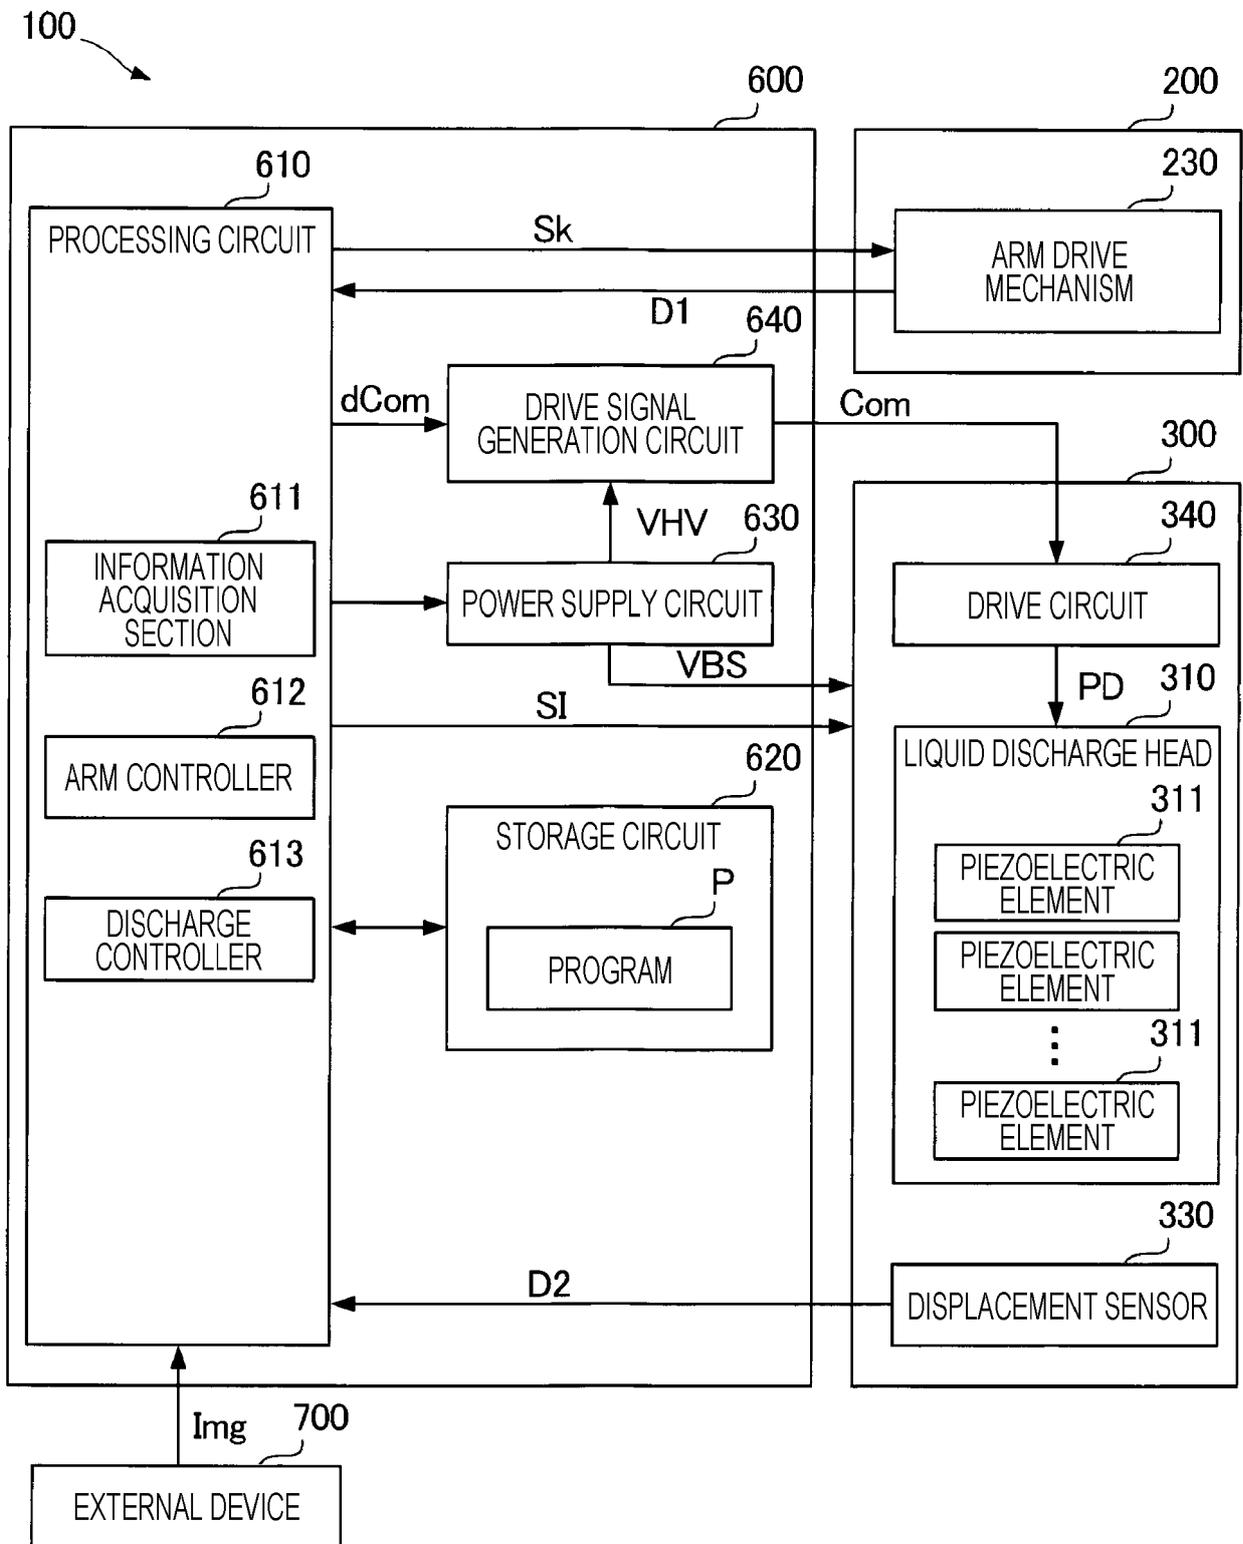 100
600
200
610
230
PROCESSING CIRCUIT
Sk
ARM DRIVE
MECHANISM
D1
640
dCom
DRIVE SIGNAL
GENERATION CIRCUIT
Com
300
611
VHV
630
340
INFORMATION
ACQUISITION
SECTION
POWER SUPPLY CIRCUIT
DRIVE CIRCUIT
VBS
612
SI
PD
310
ARM CONTROLLER
620
LIQUID DISCHARGE HEAD
613
STORAGE CIRCUIT
311
PIEZOELECTRIC
ELEMENT
P
DISCHARGE
CONTROLLER
PROGRAM
PIEZOELECTRIC
ELEMENT
311
PIEZOELECTRIC
ELEMENT
330
D2
DISPLACEMENT SENSOR
Img
700
EXTERNAL DEVICE